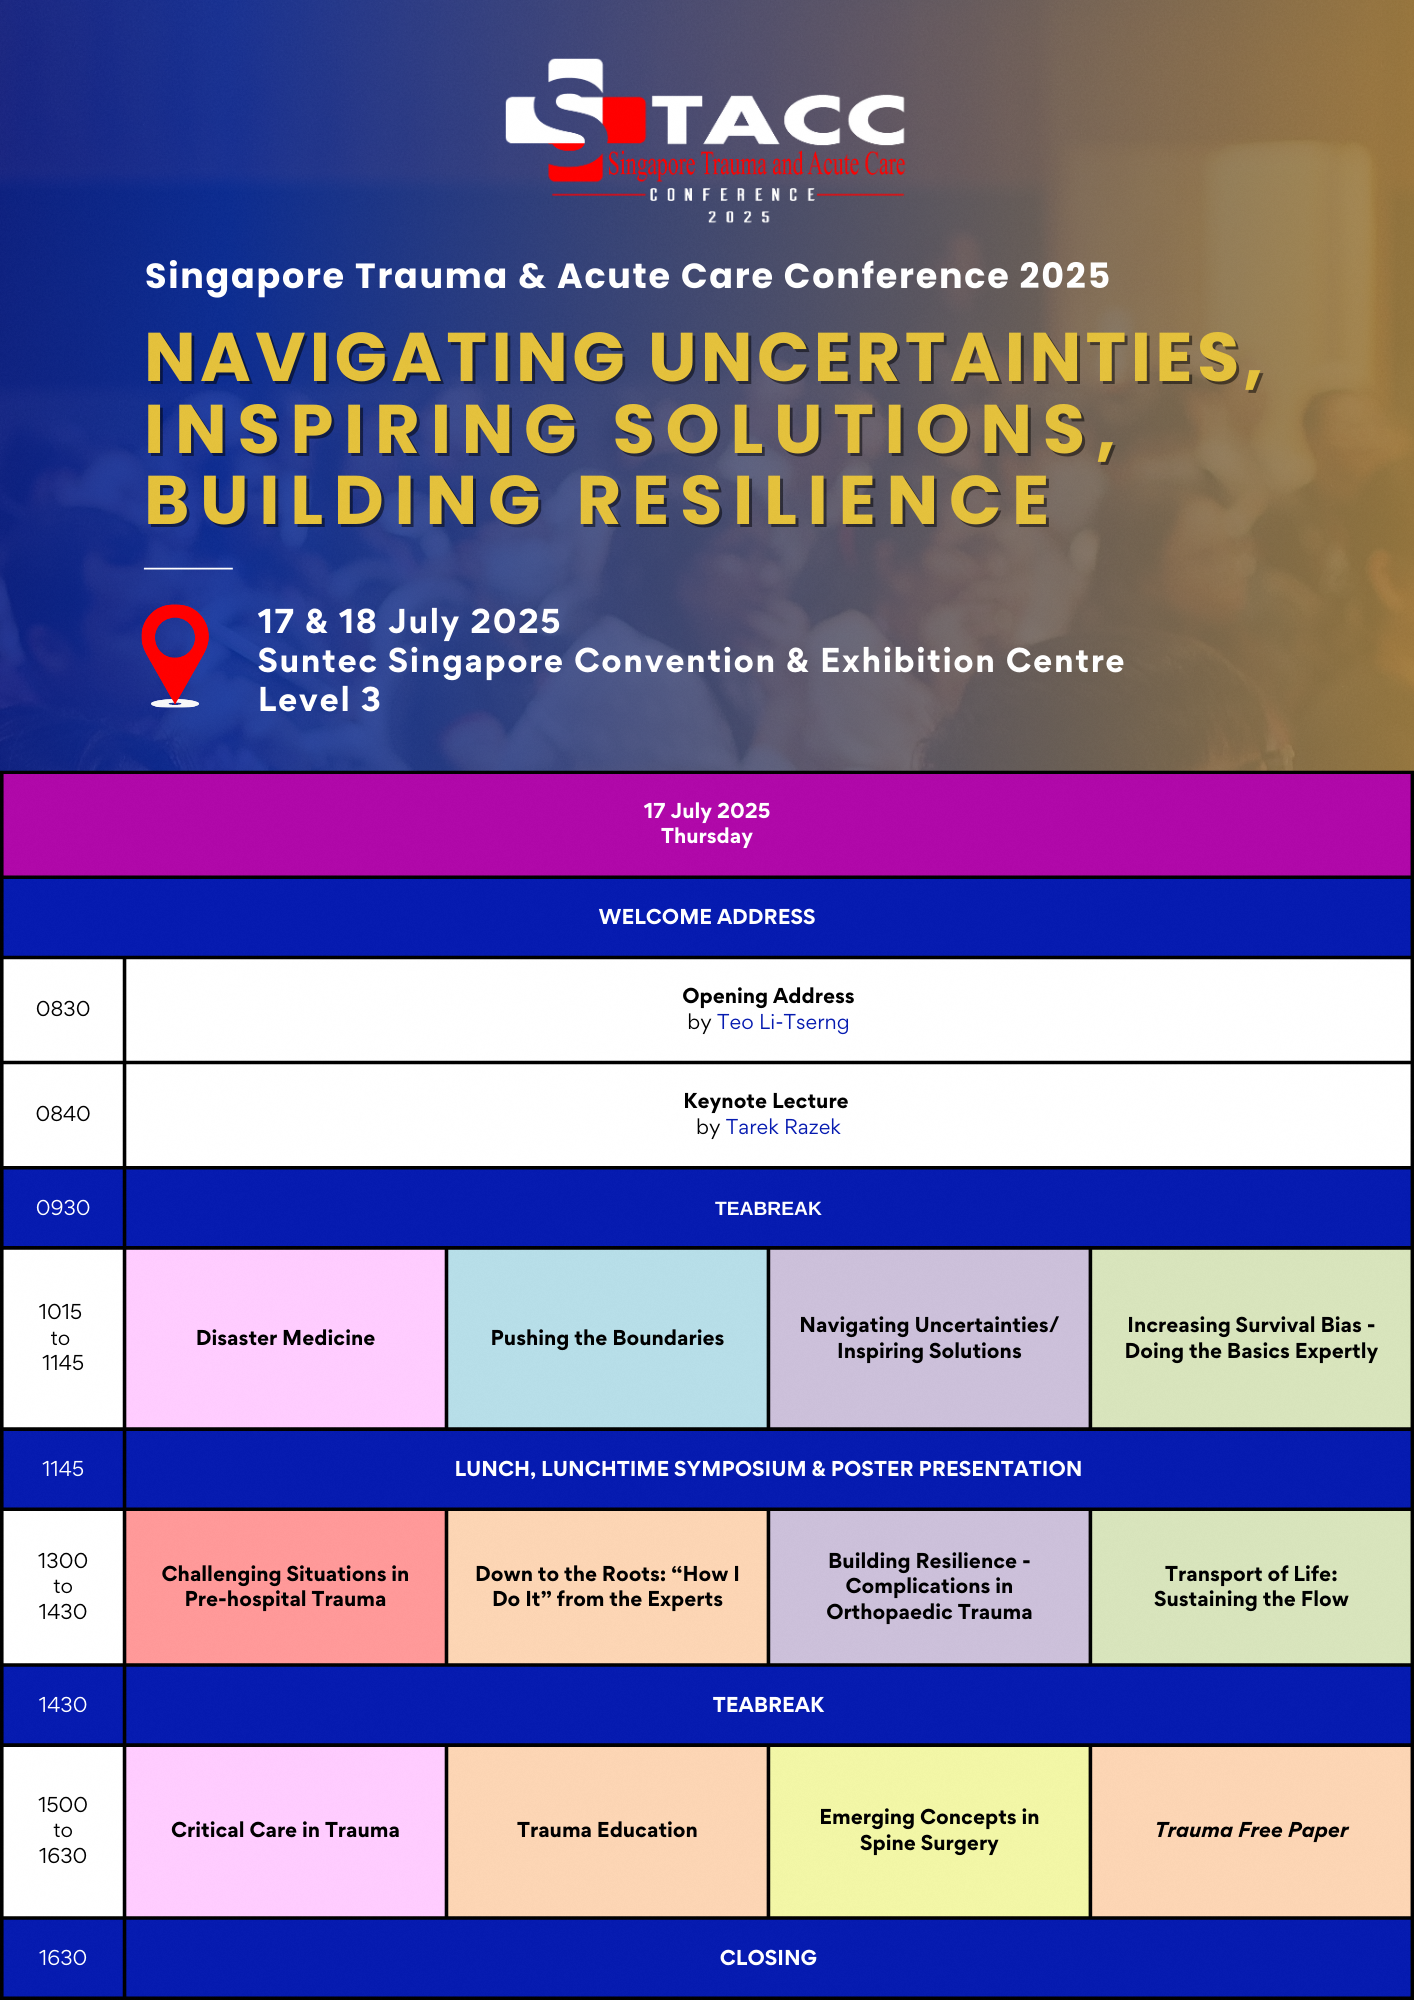 STACC
Singapore Trauma and Acute Care
CONFERENCE
2025
Singapore Trauma & Acute Care Conference 2025
NAVIGATING UNCERTAINTIES,
INSPIRING SOLUTIONS,
BUILDING RESILIENCE
17 & 18 July 2025
Suntec Singapore Convention & Exhibition Centre
Level 3
17 July 2025
Thursday
WELCOME ADDRESS
0830
Opening Address
by Teo Li-Tserng
0840
Keynote Lecture
by Tarek Razek
0930
TEABREAK
1015
to
1145
Disaster Medicine
Pushing the Boundaries
Navigating Uncertainties/
Inspiring Solutions
Increasing Survival Bias -
Doing the Basics Expertly
1145
LUNCH, LUNCHTIME SYMPOSIUM & POSTER PRESENTATION
1300
to
1430
Challenging Situations in
Pre-hospital Trauma
Down to the Roots: “How I
Do It” from the Experts
Building Resilience -
Complications in
Orthopaedic Trauma
Transport of Life:
Sustaining the Flow
1430
TEABREAK
1500
to
1630
Critical Care in Trauma
Trauma Education
Emerging Concepts in
Spine Surgery
Trauma Free Paper
1630
CLOSING